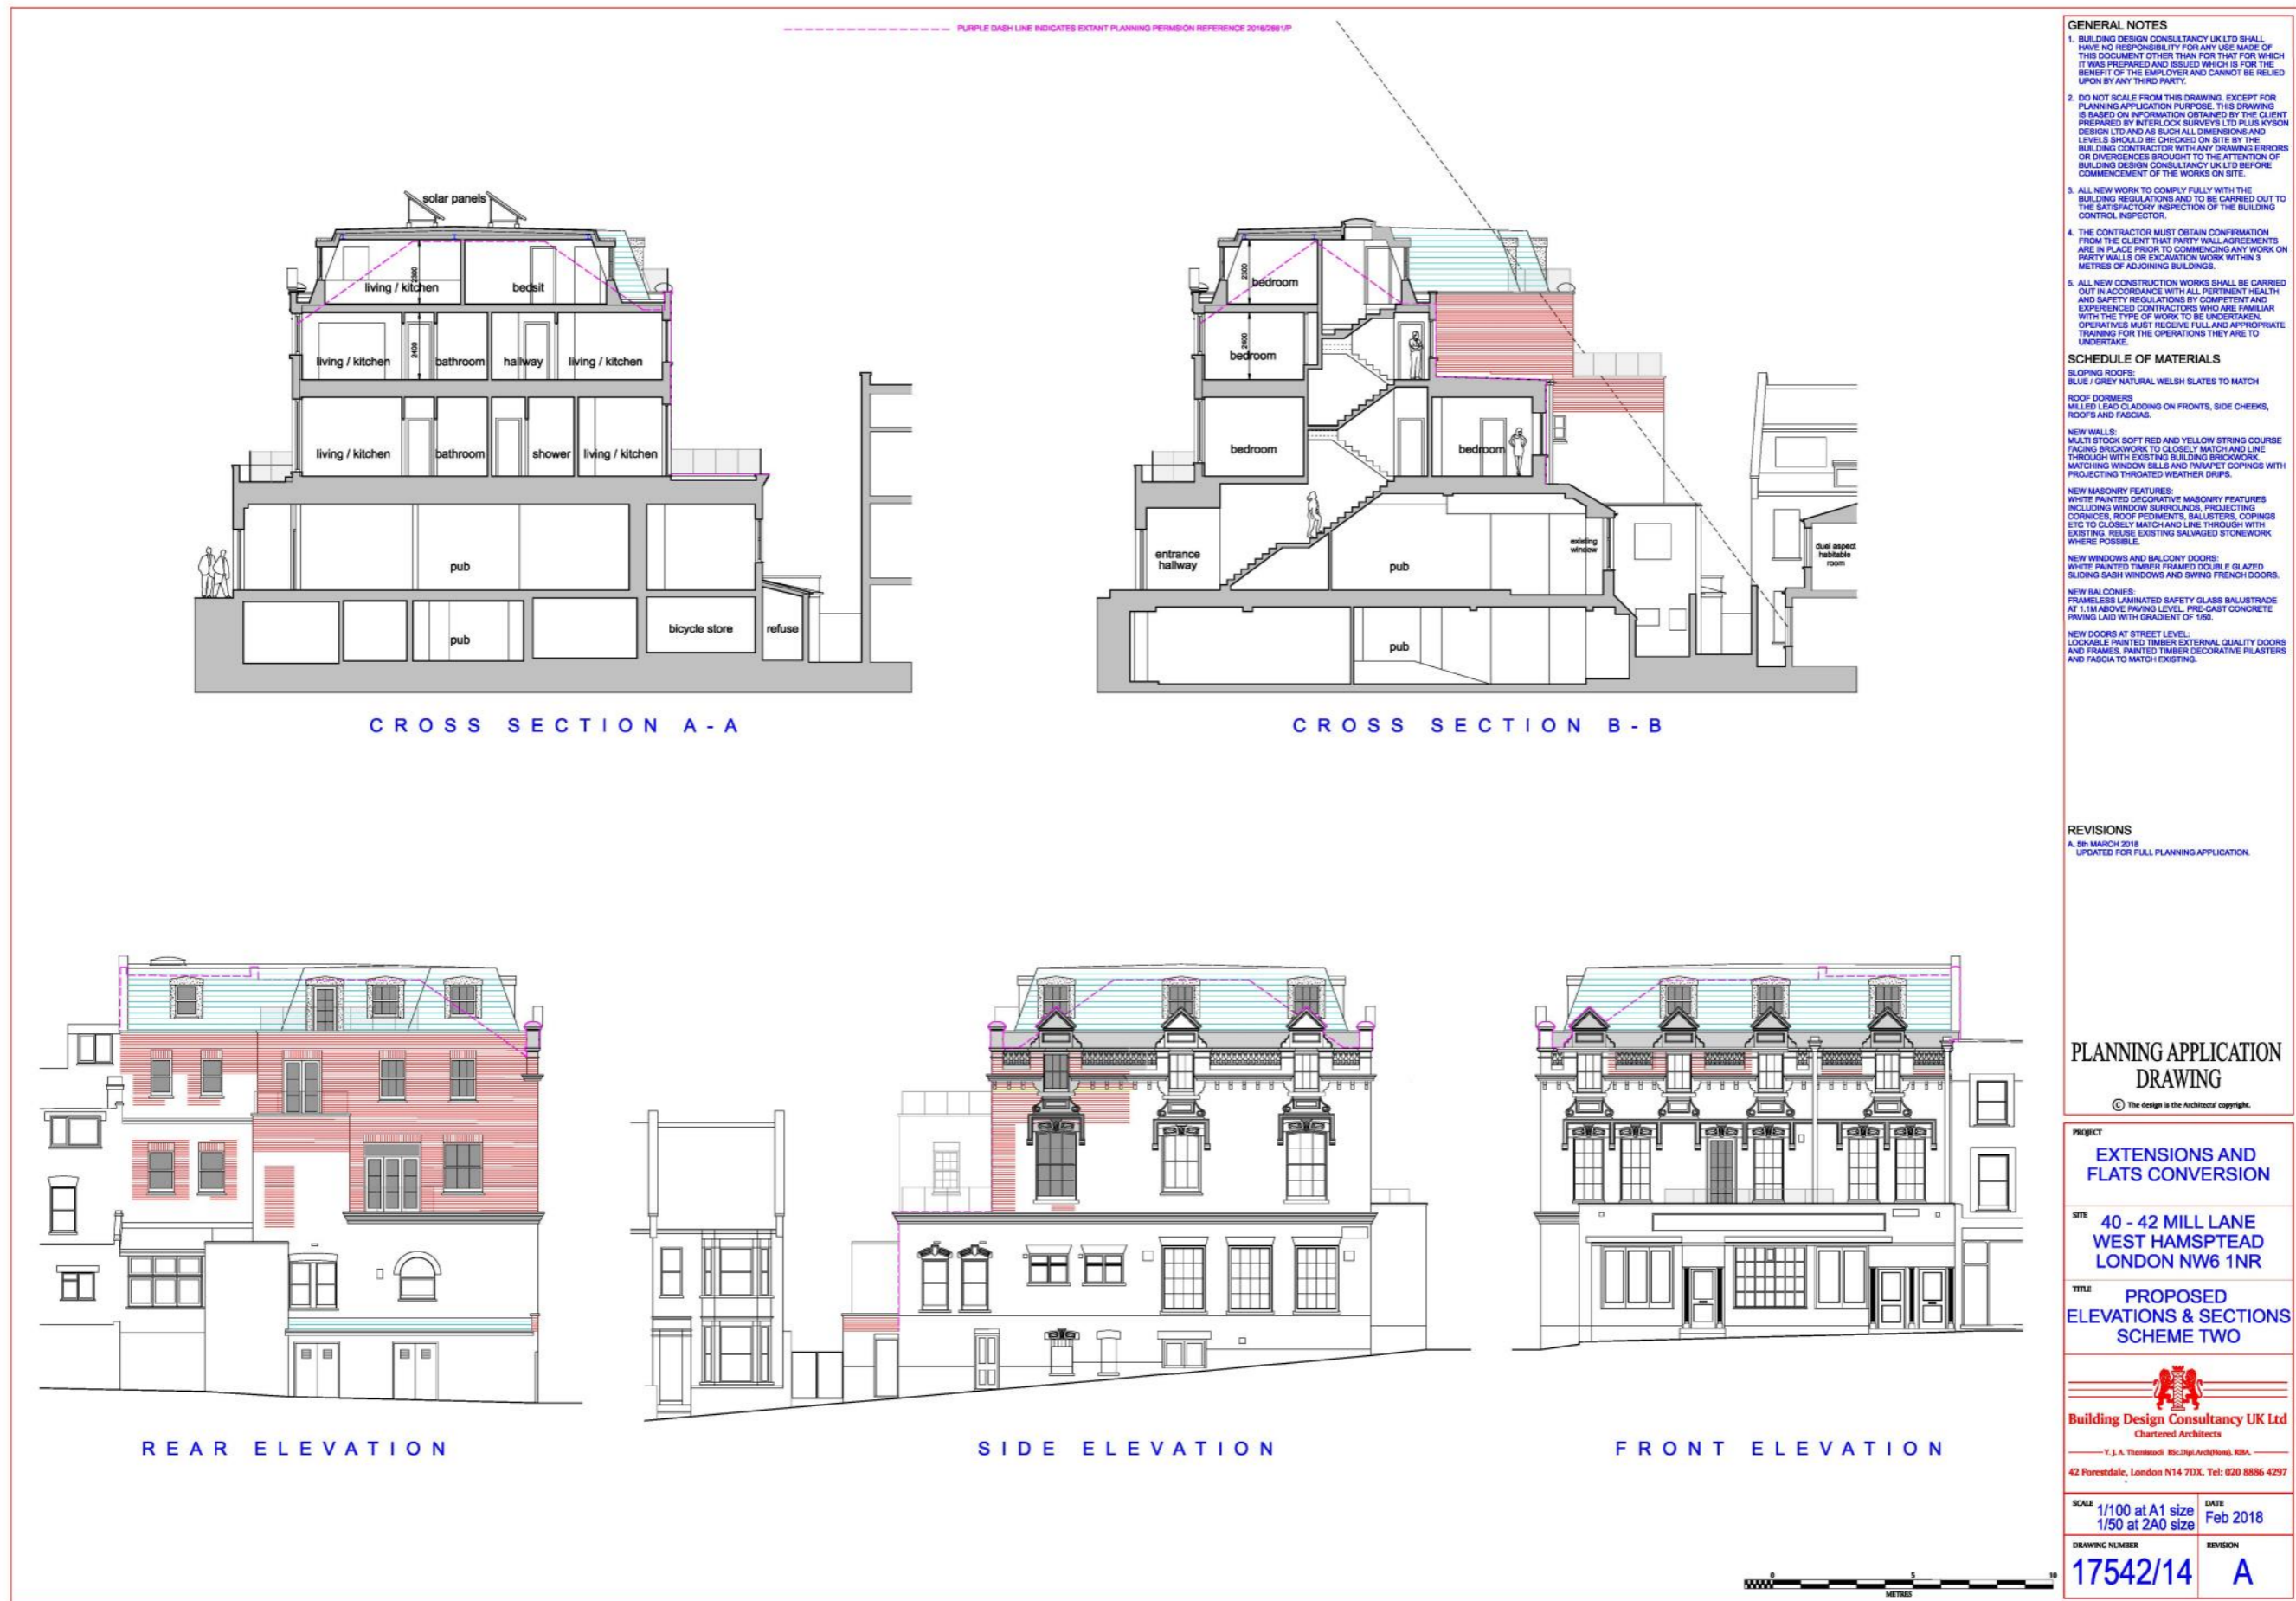 PURPLE DASH LINE INDICATES EXTANT PLANNING PERMSION REFERENCE 2016/2661/P
solar panels
2300
living / kitchen
bedsit
2400
living / kitchen
bathroom
hallway
living / kitchen
living / kitchen
bathroom
shower
living / kitchen
pub
pub
bicycle store
refuse
CROSS SECTION A-A
2300
bedroom
2400
bedroom
bedroom
bedroom
entrance
hallway
pub
existing
window
duel aspect
habitable
room
pub
CROSS SECTION B-B
REAR ELEVATION
SIDE ELEVATION
FRONT ELEVATION
0 5 10
METRES
GENERAL NOTES
1. BUILDING DESIGN CONSULTANCY UK LTD SHALL
HAVE NO RESPONSIBILITY FOR ANY USE MADE OF
THIS DOCUMENT OTHER THAN FOR THAT FOR WHICH
IT WAS PREPARED AND ISSUED WHICH IS FOR THE
BENEFIT OF THE EMPLOYER AND CANNOT BE RELIED
UPON BY ANY THIRD PARTY.
2. DO NOT SCALE FROM THIS DRAWING. EXCEPT FOR
PLANNING APPLICATION PURPOSE. THIS DRAWING
IS BASED ON INFORMATION OBTAINED BY THE CLIENT
PREPARED BY INTERLOCK SURVEYS LTD PLUS KYSON
DESIGN LTD AND AS SUCH ALL DIMENSIONS AND
LEVELS SHOULD BE CHECKED ON SITE BY THE
BUILDING CONTRACTOR WITH ANY DRAWING ERRORS
OR DIVERGENCES BROUGHT TO THE ATTENTION OF
BUILDING DESIGN CONSULTANCY UK LTD BEFORE
COMMENCEMENT OF THE WORKS ON SITE.
3. ALL NEW WORK TO COMPLY FULLY WITH THE
BUILDING REGULATIONS AND TO BE CARRIED OUT TO
THE SATISFACTORY INSPECTION OF THE BUILDING
CONTROL INSPECTOR.
4. THE CONTRACTOR MUST OBTAIN CONFIRMATION
FROM THE CLIENT THAT PARTY WALL AGREEMENTS
ARE IN PLACE PRIOR TO COMMENCING ANY WORK ON
PARTY WALLS OR EXCAVATION WORK WITHIN 3
METRES OF ADJOINING BUILDINGS.
5. ALL NEW CONSTRUCTION WORKS SHALL BE CARRIED
OUT IN ACCORDANCE WITH ALL PERTINENT HEALTH
AND SAFETY REGULATIONS BY COMPETENT AND
EXPERIENCED CONTRACTORS WHO ARE FAMILIAR
WITH THE TYPE OF WORK TO BE UNDERTAKEN.
OPERATIVES MUST RECEIVE FULL AND APPROPRIATE
TRAINING FOR THE OPERATIONS THEY ARE TO
UNDERTAKE.
SCHEDULE OF MATERIALS
SLOPING ROOFS:
BLUE / GREY NATURAL WELSH SLATES TO MATCH
ROOF DORMERS
MILLED LEAD CLADDING ON FRONTS, SIDE CHEEKS,
ROOFS AND FASCIAS.
NEW WALLS:
MULTI STOCK SOFT RED AND YELLOW STRING COURSE
FACING BRICKWORK TO CLOSELY MATCH AND LINE
THROUGH WITH EXISTING BUILDING BRICKWORK.
MATCHING WINDOW SILLS AND PARAPET COPINGS WITH
PROJECTING THROATED WEATHER DRIPS.
NEW MASONRY FEATURES:
WHITE PAINTED DECORATIVE MASONRY FEATURES
INCLUDING WINDOW SURROUNDS, PROJECTING
CORNICES, ROOF PEDIMENTS, BALUSTERS, COPINGS
ETC TO CLOSELY MATCH AND LINE THROUGH WITH
EXISTING. REUSE EXISTING SALVAGED STONEWORK
WHERE POSSIBLE.
NEW WINDOWS AND BALCONY DOORS:
WHITE PAINTED TIMBER FRAMED DOUBLE GLAZED
SLIDING SASH WINDOWS AND SWING FRENCH DOORS.
NEW BALCONIES:
FRAMELESS LAMINATED SAFETY GLASS BALUSTRADE
AT 1.1M ABOVE PAVING LEVEL. PRE-CAST CONCRETE
PAVING LAID WITH GRADIENT OF 1/50.
NEW DOORS AT STREET LEVEL:
LOCKABLE PAINTED TIMBER EXTERNAL QUALITY DOORS
AND FRAMES. PAINTED TIMBER DECORATIVE PILASTERS
AND FASCIA TO MATCH EXISTING.
REVISIONS
A. 5th MARCH 2018
UPDATED FOR FULL PLANNING APPLICATION.
PLANNING APPLICATION
DRAWING
© The design is the Architects' copyright.
PROJECT
EXTENSIONS AND
FLATS CONVERSION
SITE
40 - 42 MILL LANE
WEST HAMSPTEAD
LONDON NW6 1NR
TITLE
PROPOSED
ELEVATIONS & SECTIONS
SCHEME TWO
Building Design Consultancy UK Ltd
Chartered Architects
Y. J. A. Themistocli BSc.Dipl.Arch(Hons). RIBA.
42 Forestdale, London N14 7DX. Tel: 020 8886 4297
SCALE
1/100 at A1 size
1/50 at 2A0 size
DATE
Feb 2018
DRAWING NUMBER
17542/14
REVISION
A